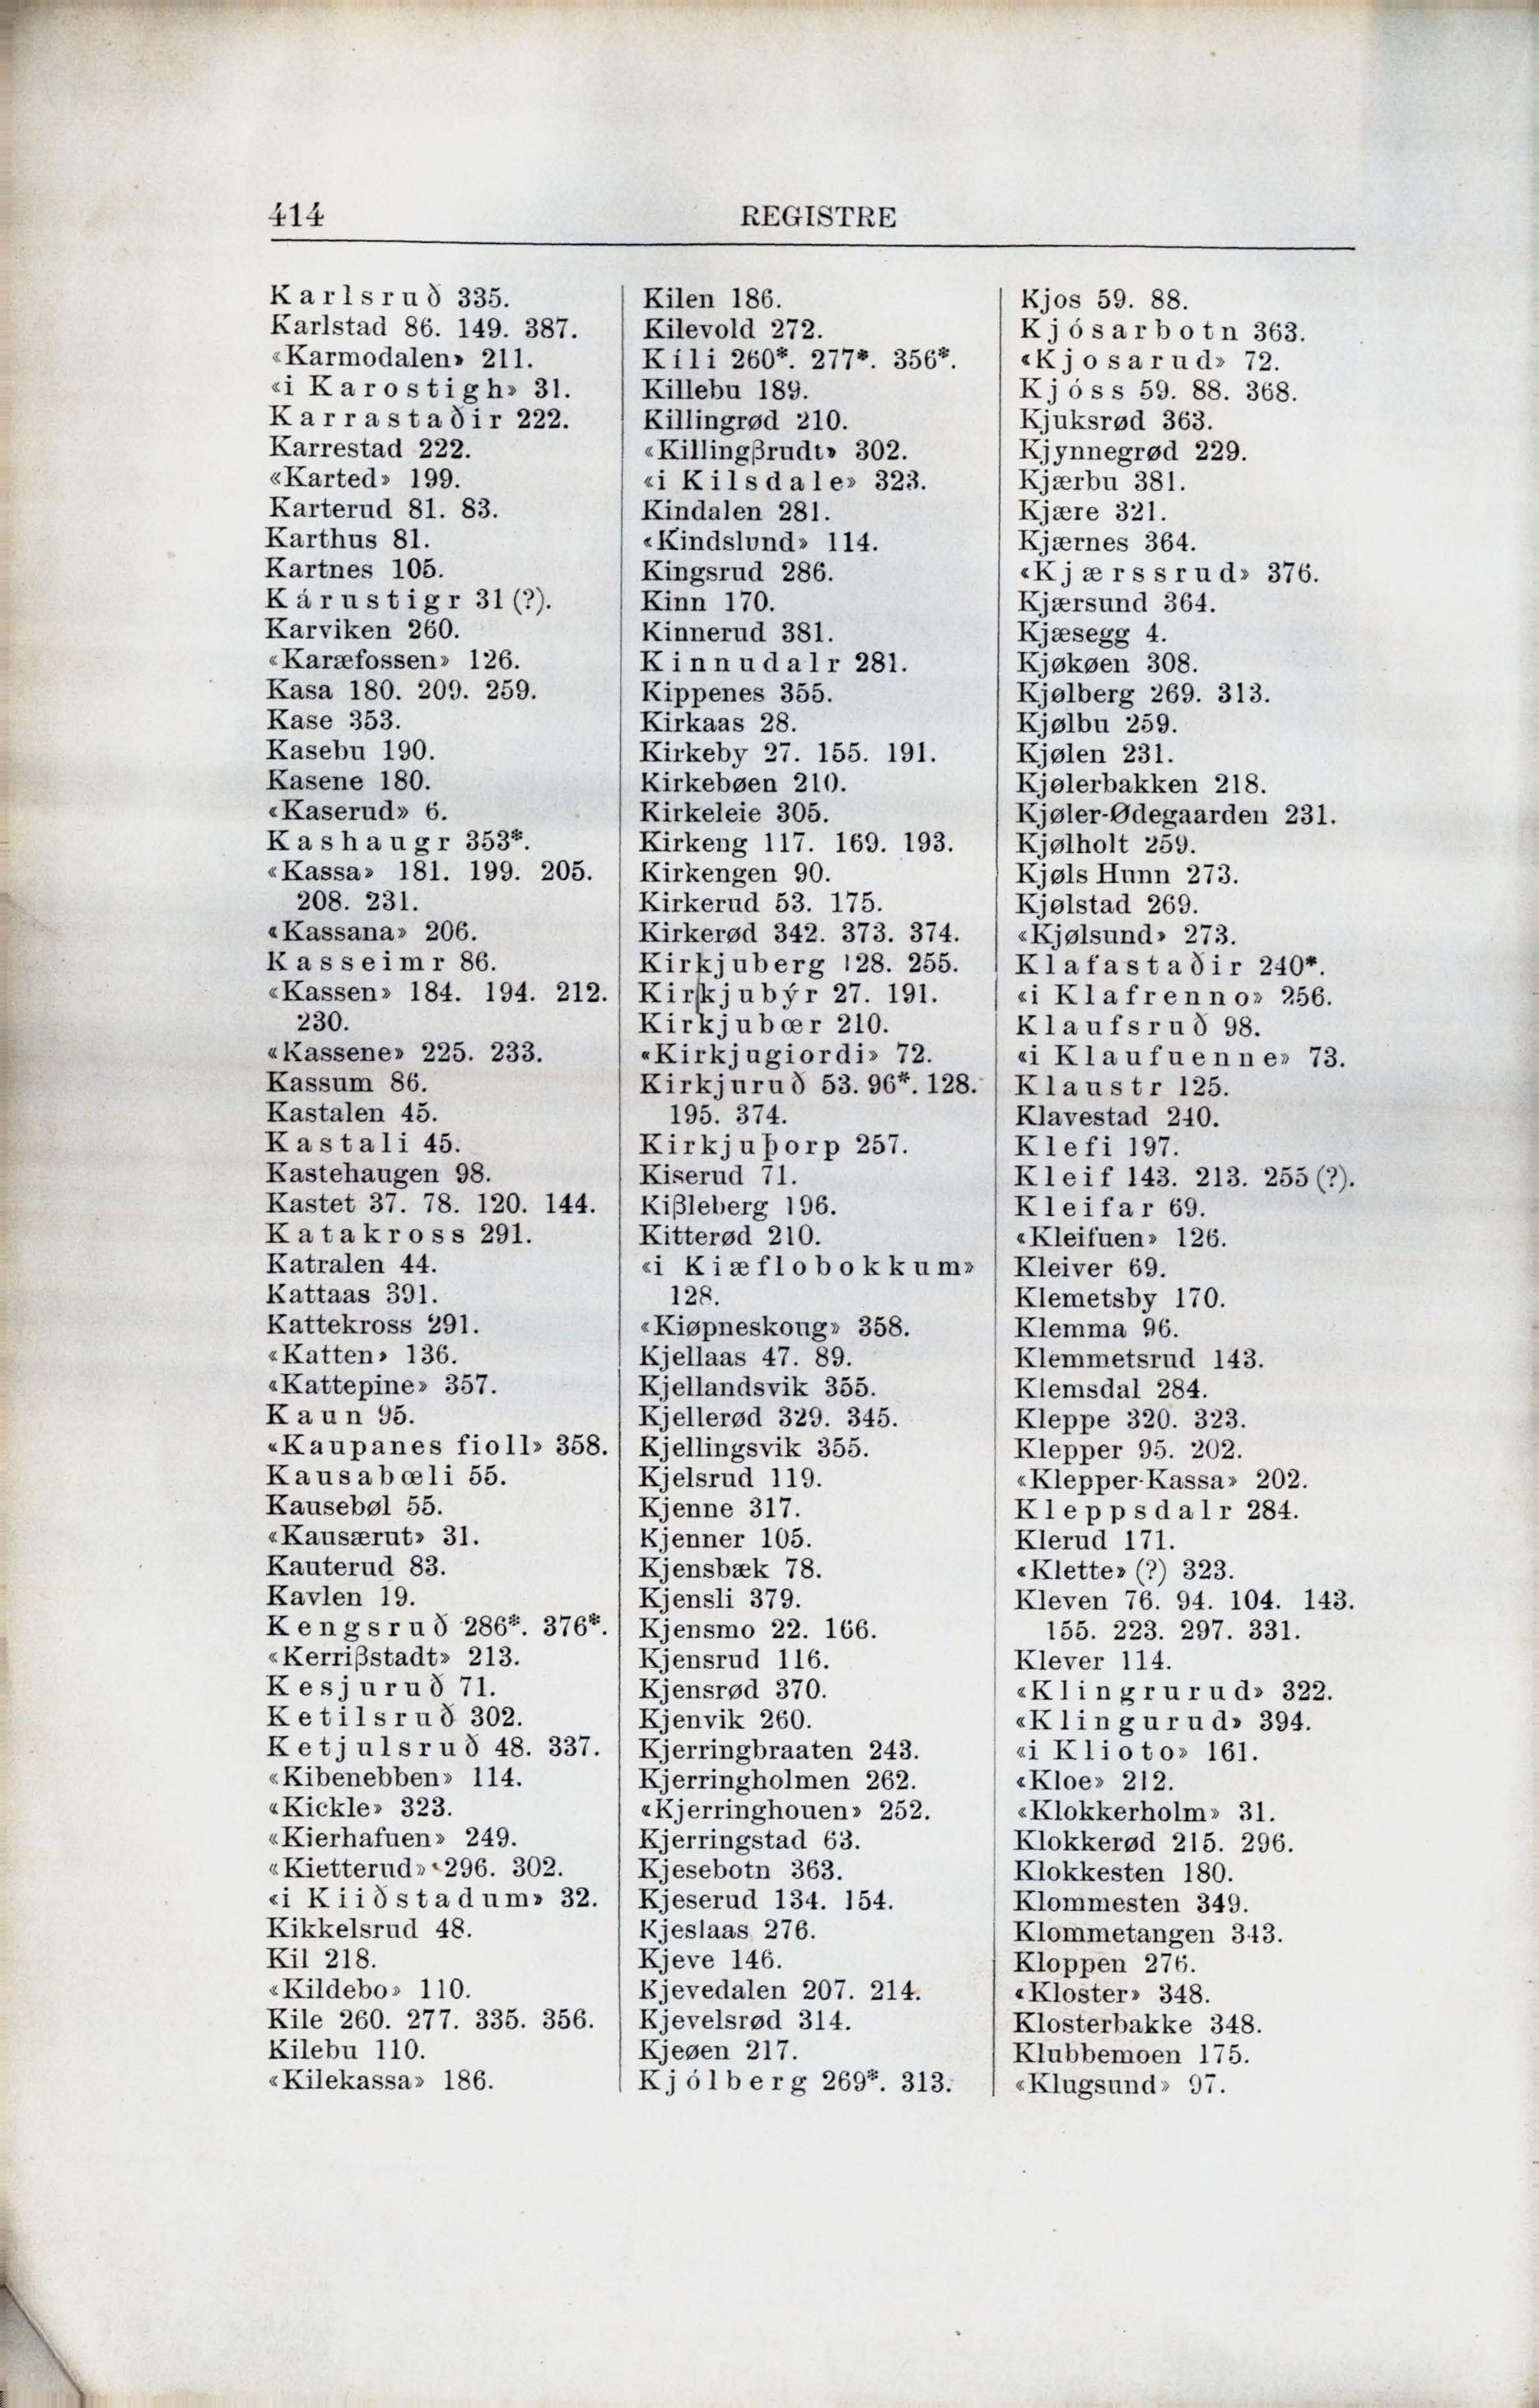 414
REGISTRE
Karlsruð 335.
Karlstad 86. 149. 387.
«Karmodalen» 211.
«i Karostigh» 31.
Karrastaðir 222.
Karrestad 222.
«Karted» 199.
Karterud 81. 83.
Karthus 81.
Kartnes 105.
Kárustigr 31 (?).
Karviken 260.
«Karæfossen» 126.
Kasa 180. 209. 259.
Kase 353.
Kasebu 190.
Kasene 180.
«Kaserud» 6.
Kashaugr 353*.
«Kassa» 181. 199. 205.
208. 231.
«Kassana» 206.
Kasseimr 86.
«Kassen» 184. 194. 212.
230.
«Kassene» 225. 233.
Kassum 86.
Kastalen 45.
Kastali 45.
Kastehaugen 98.
Kastet 37. 78. 120. 144.
Katakross 291.
Katralen 44.
Kattaas 391.
Kattekross 291.
«Katten» 136.
«Kattepine» 357.
Kaun 95.
«Kaupanes fioll» 358.
Kausabœli 55.
Kausebøl 55.
«Kausærut» 31.
Kauterud 83.
Kavlen 19.
Kengsruð 286*. 376*.
«Kerrißstadt» 213.
Kesjuruð 71.
Ketilsruð 302.
Ketjulsruð 48. 337.
«Kibenebben» 114.
«Kickle» 323.
«Kierhafuen» 249.
«Kietterud» 296. 302.
«i Kiiðstadum» 32.
Kikkelsrud 48.
Kil 218.
«Kildebo» 110.
Kile 260. 277. 335. 356.
Kilebu 110.
«Kilekassa» 186.
Kilen 186.
Kilevold 272.
Kíli 260*. 277*. 356*.
Killebu 189.
Killingrød 210.
«Killingßrudt» 302.
«i Kilsdale» 323.
Kindalen 281.
«Kindslund» 114.
Kingsrud 286.
Kinn 170.
Kinnerud 381.
Kinnudalr 281.
Kippenes 355.
Kirkaas 28.
Kirkeby 27. 155. 191.
Kirkebøen 210.
Kirkeleie 305.
Kirkeng 117. 169. 193.
Kirkengen 90.
Kirkerud 53. 175.
Kirkerød 342. 373. 374.
Kirkjuberg 128. 255.
Kirkjubýr 27. 191.
Kirkjubœr 210.
«Kirkjugiordi» 72.
Kirkjuruð 53. 96*. 128.
195. 374.
Kirkjuþorp 257.
Kiserud 71.
Kißleberg 196.
Kitterød 210.
«i Kiæflobokkum»
128.
«Kiøpneskong» 358.
Kjellaas 47. 89.
Kjellandsvik 355.
Kjellerød 329. 345.
Kjellingsvik 355.
Kjelsrud 119.
Kjenne 317.
Kjenner 105.
Kjensbæk 78.
Kjensli 379.
Kjensmo 22. 166.
Kjensrud 116.
Kjensrød 370.
Kjenvik 260.
Kjerringbraaten 243.
Kjerringholmen 262.
«Kjerringhouen» 252.
Kjerringstad 63.
Kjesebotn 363.
Kjeserud 134. 154.
Kjeslaas 276.
Kjeve 146.
Kjevedalen 207. 214.
Kjevelsrød 314.
Kjeøen 217.
Kjólberg 269*. 313.
Kjos 59. 88.
Kjósarbotn 363.
«Kjosarud» 72.
Kjóss 59. 88. 368.
Kjuksrød 363.
Kjynnegrød 229.
Kjærbu 381.
Kjære 321.
Kjærnes 364.
«Kjærssrud» 376.
Kjærsund 364.
Kjæsegg 4.
Kjøkøen 308.
Kjølberg 269. 313.
Kjølbu 259.
Kjølen 231.
Kjølerbakken 218.
Kjøler-Ødegaarden 231.
Kjølholt 259.
Kjøls Hunn 273.
Kjølstad 269.
«Kjølsund» 273.
Klafastaðir 240*.
«i Klafrenno» 256.
Klaufsruð 98.
«i Klaufuenne» 73.
Klaustr 125.
Klavestad 240.
Klefi 197.
Kleif 143. 213. 255 (?).
Kleifar 69.
«Kleifuen» 126.
Kleiver 69.
Klemetsby 170.
Klemma 96.
Klemmetsrud 143.
Klemsdal 284.
Kleppe 320. 323.
Klepper 95. 202.
«Klepper-Kassa» 202.
Kleppsdalr 284.
Klerud 171.
«Klette» (?) 323.
Kleven 76. 94. 104. 143.
155. 223. 297. 331.
Klever 114.
«Klingrurud» 322.
«Klingurud» 394.
«i Klioto» 161.
«Kloe» 212.
«Klokkerholm» 31.
Klokkerød 215. 296.
Klokkesten 180.
Klommesten 349.
Klommetangen 343.
Kloppen 276.
«Kloster» 348.
Klosterbakke 348.
Klubbemoen 175.
«Klugsund» 97.